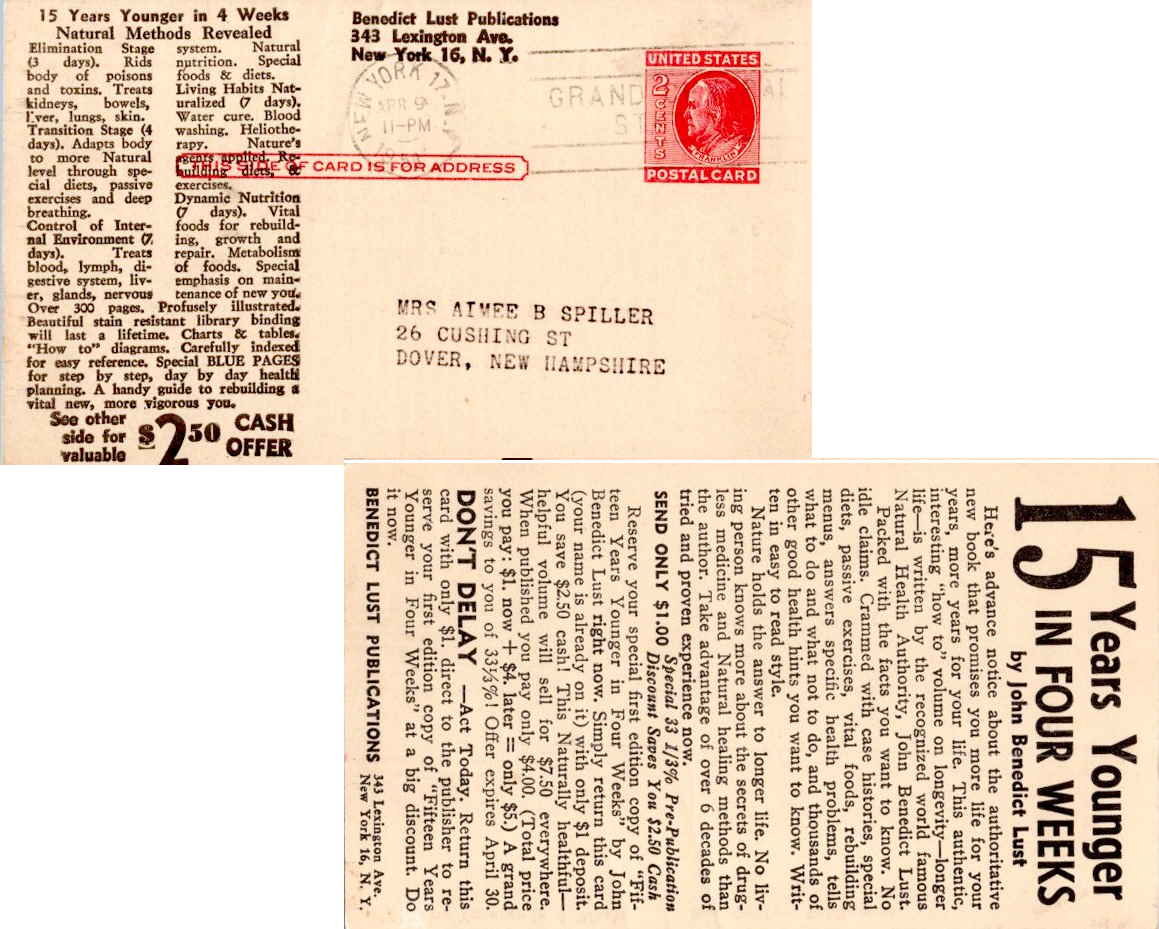 15 Years Younger in 4 Weeks
Natural Methods Revealed
Elimination Stage
(3 days). Rids
body of poisons
and toxins. Treats
kidneys, bowels,
liver, lungs, skin.
Transition Stage (4
days). Adapts body
to more Natural
level through spe-
cial diets, passive
exercises and deep
breathing.
Control of Inter-
nal Environment (7
days). Treats
blood, lymph, di-
gestive system, liv-
er, glands, nervous
system. Natural
nutrition. Special
foods & diets.
Living Habits Nat-
uralized (7 days).
Water cure. Blood
washing. Heliothe-
rapy. Nature's
agents applied. Re-
building diets, &
exercises.
Dynamic Nutrition
(7 days). Vital
foods for rebuild-
ing, growth and
repair. Metabolism
of foods. Special
emphasis on main-
tenance of new you.
Over 300 pages. Profusely illustrated.
Beautiful stain resistant library binding
will last a lifetime. Charts & tables.
"How to" diagrams. Carefully indexed
for easy reference. Special BLUE PAGES
for step by step, day by day health
planning. A handy guide to rebuilding a
vital new, more vigorous you.
See other
side for
valuable
$2.50
CASH
OFFER
Benedict Lust Publications
343 Lexington Ave.
New York 16, N. Y.
NEW YORK 17, N.Y.
APR 9
11-PM
GRAND
UNITED STATES
2 CENTS
FRANKLIN
POSTAL CARD
THIS SIDE OF CARD IS FOR ADDRESS
MRS AIMEE B SPILLER
26 CUSHING ST
DOVER, NEW HAMPSHIRE
15 Years Younger
IN FOUR WEEKS
by John Benedict Lust
Here's advance notice about the authoritative
new book that promises you more life for your
years, more years for your life. This authentic,
interesting "how to" volume on longevity—longer
life—is written by the recognized world famous
Natural Health Authority, John Benedict Lust.
Packed with the facts you want to know. No
idle claims. Crammed with case histories, special
diets, passive exercises, vital foods, rebuilding
menus, answers specific health problems, tells
what to do and what not to do, and thousands of
other good health hints you want to know. Writ-
ten in easy to read style.
Nature holds the answer to longer life. No liv-
ing person knows more about the secrets of drug-
less medicine and Natural healing methods than
the author. Take advantage of over 6 decades of
tried and proven experience now.
SEND ONLY $1.00 Special 33 1/3% Pre-Publication
Discount Saves You $2.50 Cash
Reserve your special first edition copy of "Fif-
teen Years Younger in Four Weeks" by John
Benedict Lust right now. Simply return this card
(your name is already on it) with only $1 deposit.
You save $2.50 cash! This Naturally healthful—
helpful volume will sell for $7.50 everywhere.
When published you pay only $4.00. (Total price
you pay: $1. now + $4. later = only $5.) A grand
savings to you of 33⅓%! Offer expires April 30.
DON'T DELAY —Act Today. Return this
card with only $1. direct to the publisher to re-
serve your first edition copy of "Fifteen Years
Younger in Four Weeks" at a big discount. Do
it now.
BENEDICT LUST PUBLICATIONS 343 Lexington Ave.
New York 16, N. Y.